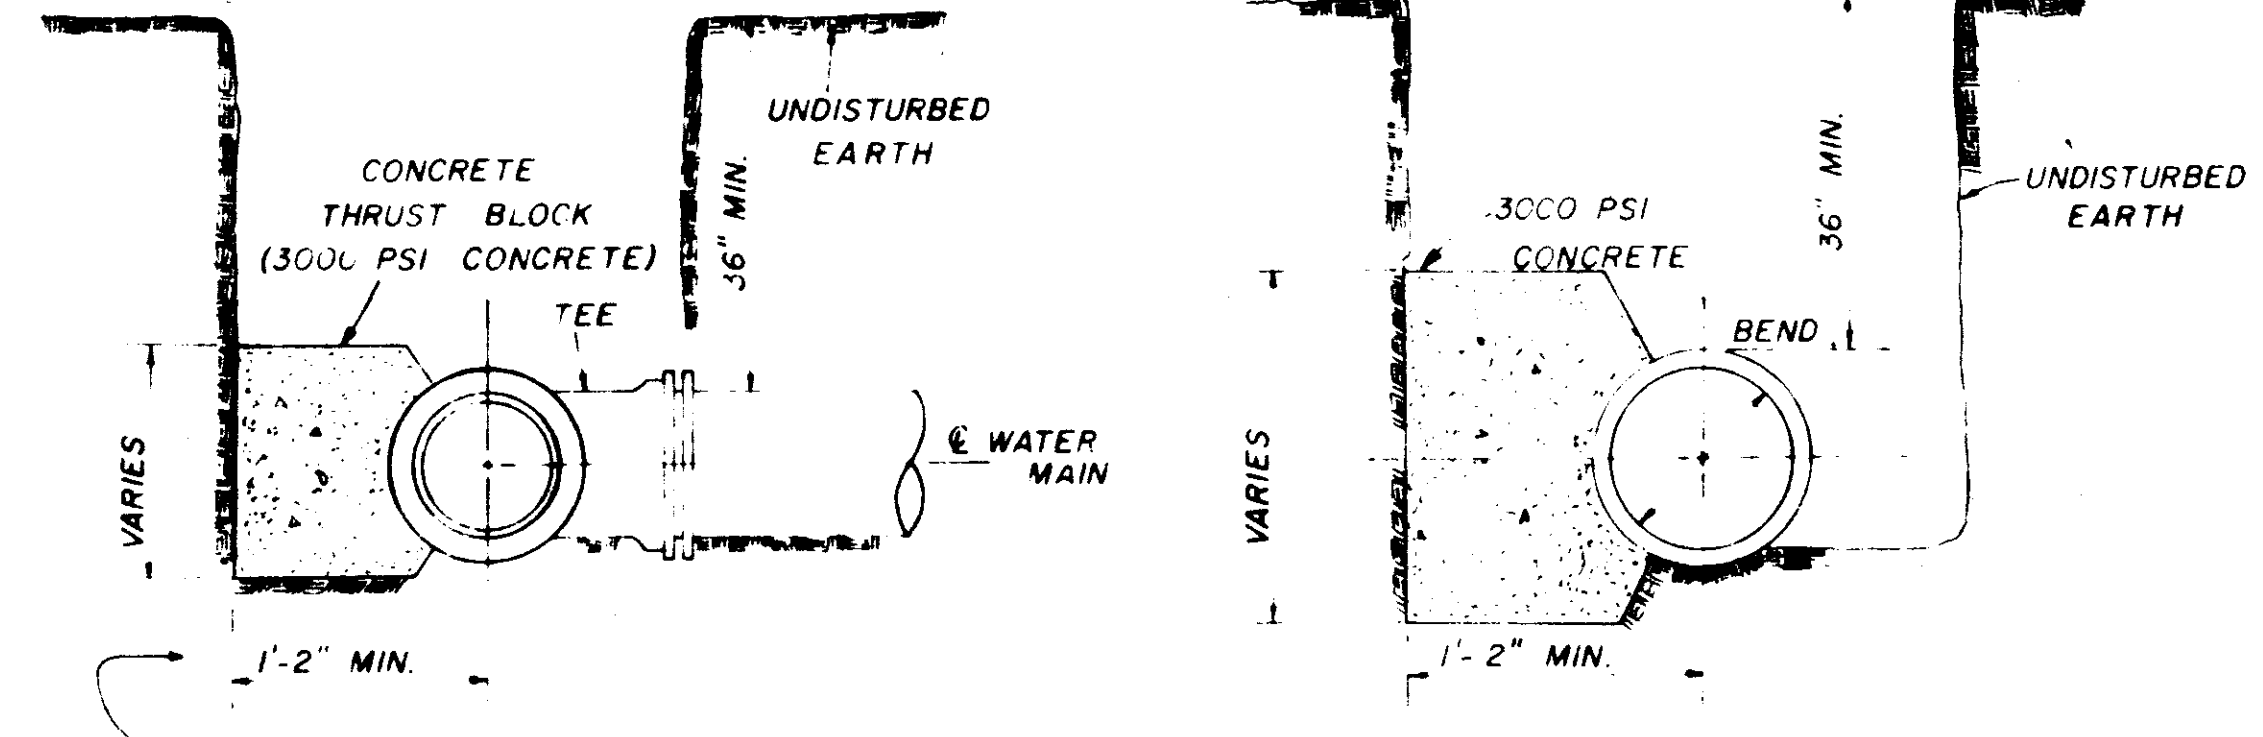 UNDISTURBED
EARTH
CONCRETE
THRUST BLOCK
(3000 PSI CONCRETE)
TEE
36" MIN.
VARIES
℄ WATER
MAIN
1'-2" MIN.
3000 PSI
CONCRETE
BEND
36" MIN.
UNDISTURBED
EARTH
VARIES
1'-2" MIN.